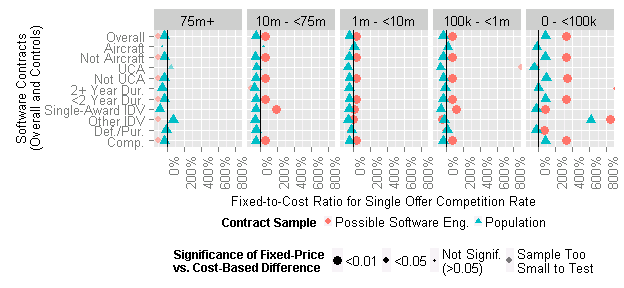 75m+ 10m - <75m 1m - <10m 100k - <1m 0 - <100k
Software Contracts
(Overall and Controls)
Overall
Aircraft
Not Aircraft
UCA
Not UCA
2+ Year Dur.
<2 Year Dur.
Single-Award IDV
Other IDV
Def./Pur.
Comp.
0% 200% 400% 600% 800% 0% 200% 400% 600% 800% 0% 200% 400% 600% 800% 0% 200% 400% 600% 800% 0% 200% 400% 600% 800%
Fixed-to-Cost Ratio for Single Offer Competition Rate
Contract Sample Possible Software Eng. Population
Significance of Fixed-Price
vs. Cost-Based Difference
<0.01 <0.05
Not Signif.
(>0.05)
Sample Too
Small to Test